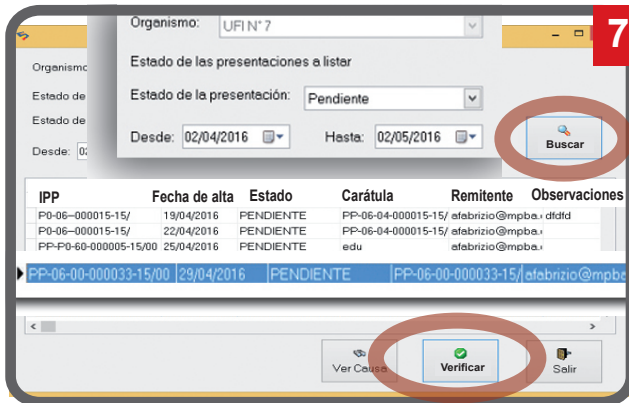 7
Organismo: UFI N° 7
Organismo
Estado de las presentaciones a listar
Estado de
Estado de la presentación: Pendiente
Estado de
Desde: 02/04/2016 Hasta: 02/05/2016
Desde: 02
Buscar
IPP Fecha de alta Estado Carátula Remitente Observaciones
P0-06--000015-15/ 19/04/2016 PENDIENTE PP-06-04-000015-15/ afabrizio@mpba.( dfdfd
P0-06--000015-15/ 22/04/2016 PENDIENTE PP-06-04-000015-15/ afabrizio@mpba.(
PP-P0-60-000005-15/00 25/04/2016 PENDIENTE edu afabrizio@mpba.(
PP-06-00-000033-15/00 29/04/2016 PENDIENTE PP-06-00-000033-15/ afabrizio@mpba
Ver Causa Verificar Salir